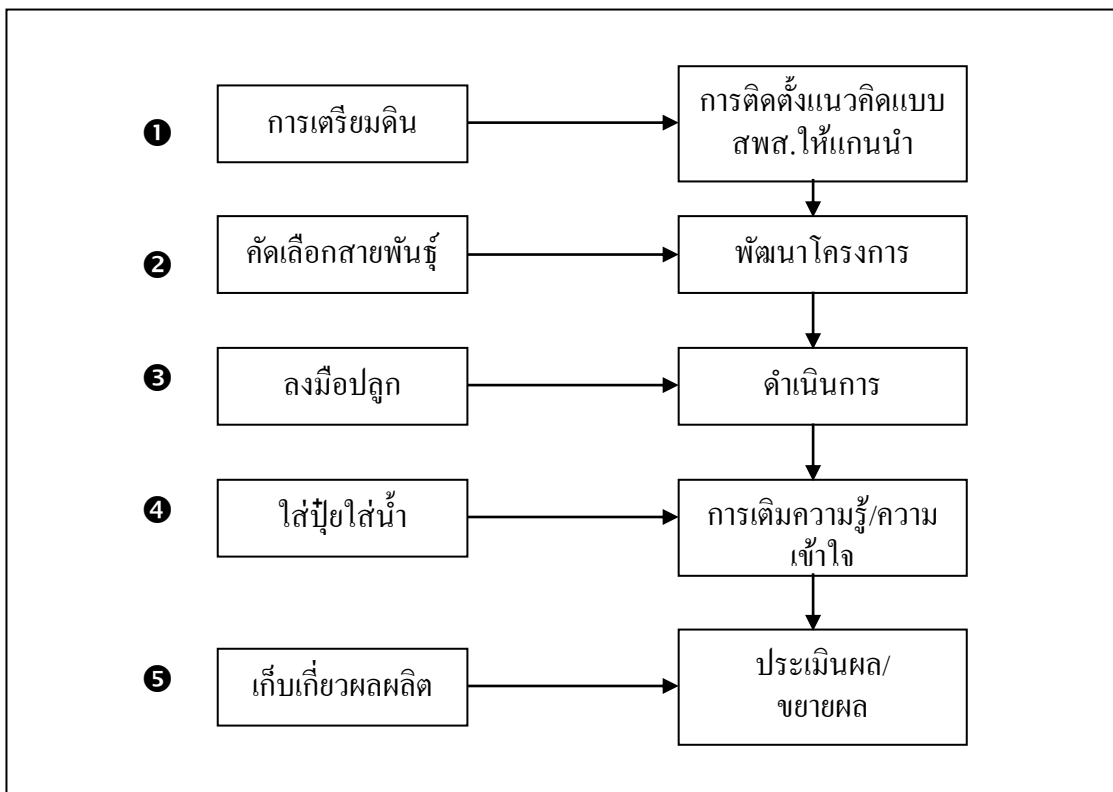 ❶
การเตรียมดิน
การติดตั้งแนวคิดแบบ
สพส.ให้แกนนำ
❷
คัดเลือกสายพันธุ์
พัฒนาโครงการ
❸
ลงมือปลูก
ดำเนินการ
❹
ใส่ปุ๋ยใส่น้ำ
การเติมความรู้/ความ
เข้าใจ
❺
เก็บเกี่ยวผลผลิต
ประเมินผล/
ขยายผล